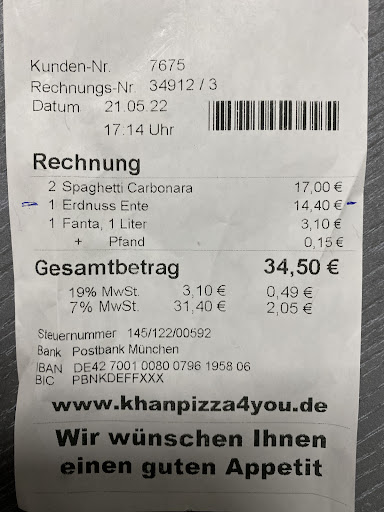 Kunden-Nr. 7675
Rechnungs-Nr 34912 / 3
Datum 21.05.22
17:14 Uhr
Rechnung
2 Spaghetti Carbonara 17,00 €
1 Erdnuss Ente 14,40 €
1 Fanta, 1 Liter 3,10 €
+ Pfand 0,15 €
Gesamtbetrag 34,50 €
19% MwSt. 3,10 € 0,49 €
7% MwSt. 31,40 € 2,05 €
Steuernummer 145/122/00592
Bank Postbank München
IBAN DE42 7001 0080 0796 1958 06
BIC PBNKDEFFXXX
www.khanpizza4you.de
Wir wünschen Ihnen
einen guten Appetit